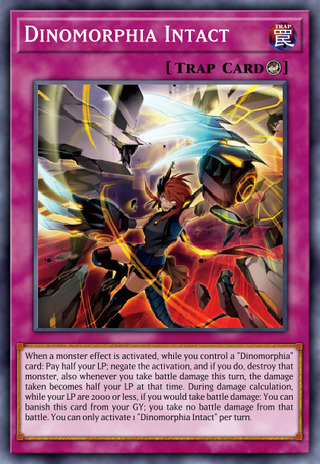 Dinomorphia Intact
TRAP
罠
[ Trap Card ]
When a monster effect is activated, while you control a "Dinomorphia"
card: Pay half your LP; negate the activation, and if you do, destroy that
monster, also whenever you take battle damage this turn, the damage
taken becomes half your LP at that time. During damage calculation,
while your LP are 2000 or less, if you would take battle damage: You can
banish this card from your GY; you take no battle damage from that
battle. You can only activate 1 "Dinomorphia Intact" per turn.